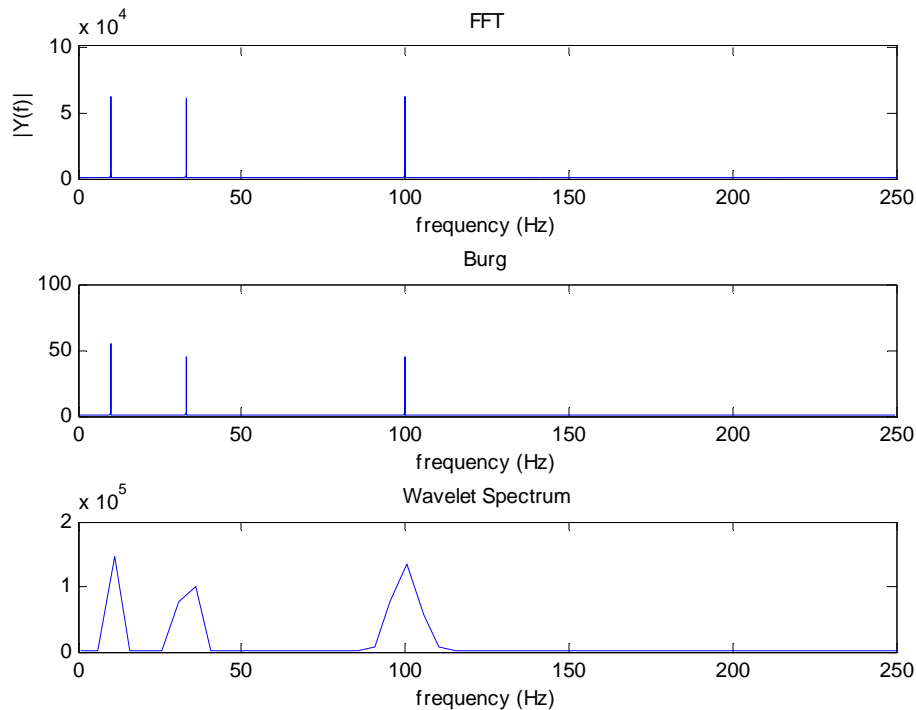 FFT
x 10^4
|Y(f)|
10
5
0
0 50 100 150 200 250
frequency (Hz)
Burg
100
50
0
0 50 100 150 200 250
frequency (Hz)
Wavelet Spectrum
x 10^5
2
1
0
0 50 100 150 200 250
frequency (Hz)